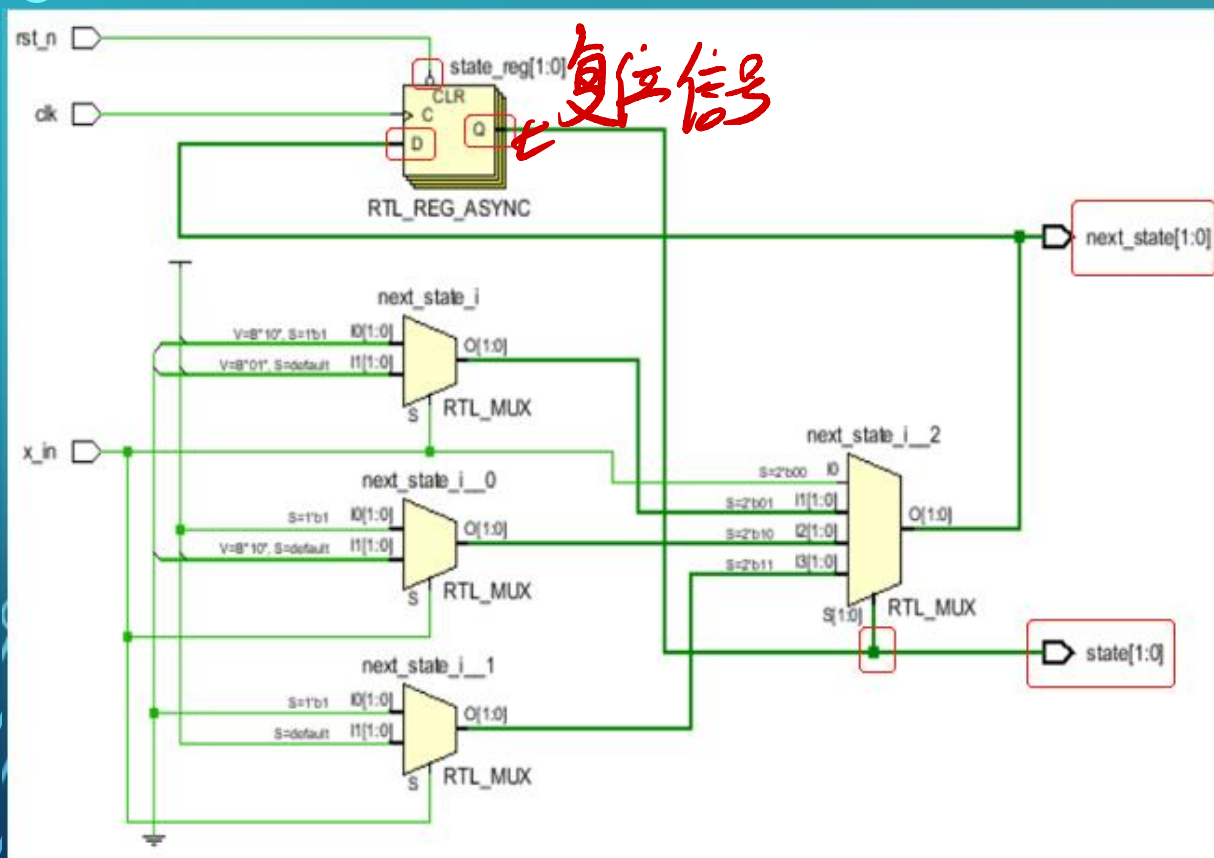 rst_n
state_reg[1:0]
复位信号
CLR
clk
C
Q
D
RTL_REG_ASYNC
next_state[1:0]
next_state_i
V=B"10", S=1'b1 I0[1:0]
O[1:0]
V=B"01", S=default I1[1:0]
S
RTL_MUX
x_in
next_state_i__2
next_state_i__0
S=2'b00 I0
S=2'b01 I1[1:0]
S=1'b1 I0[1:0]
O[1:0]
O[1:0]
S=2'b10 I2[1:0]
V=B"10", S=default I1[1:0]
S=2'b11 I3[1:0]
S
RTL_MUX
S[1:0]
RTL_MUX
next_state_i__1
state[1:0]
S=1'b1 I0[1:0]
O[1:0]
S=default I1[1:0]
S
RTL_MUX